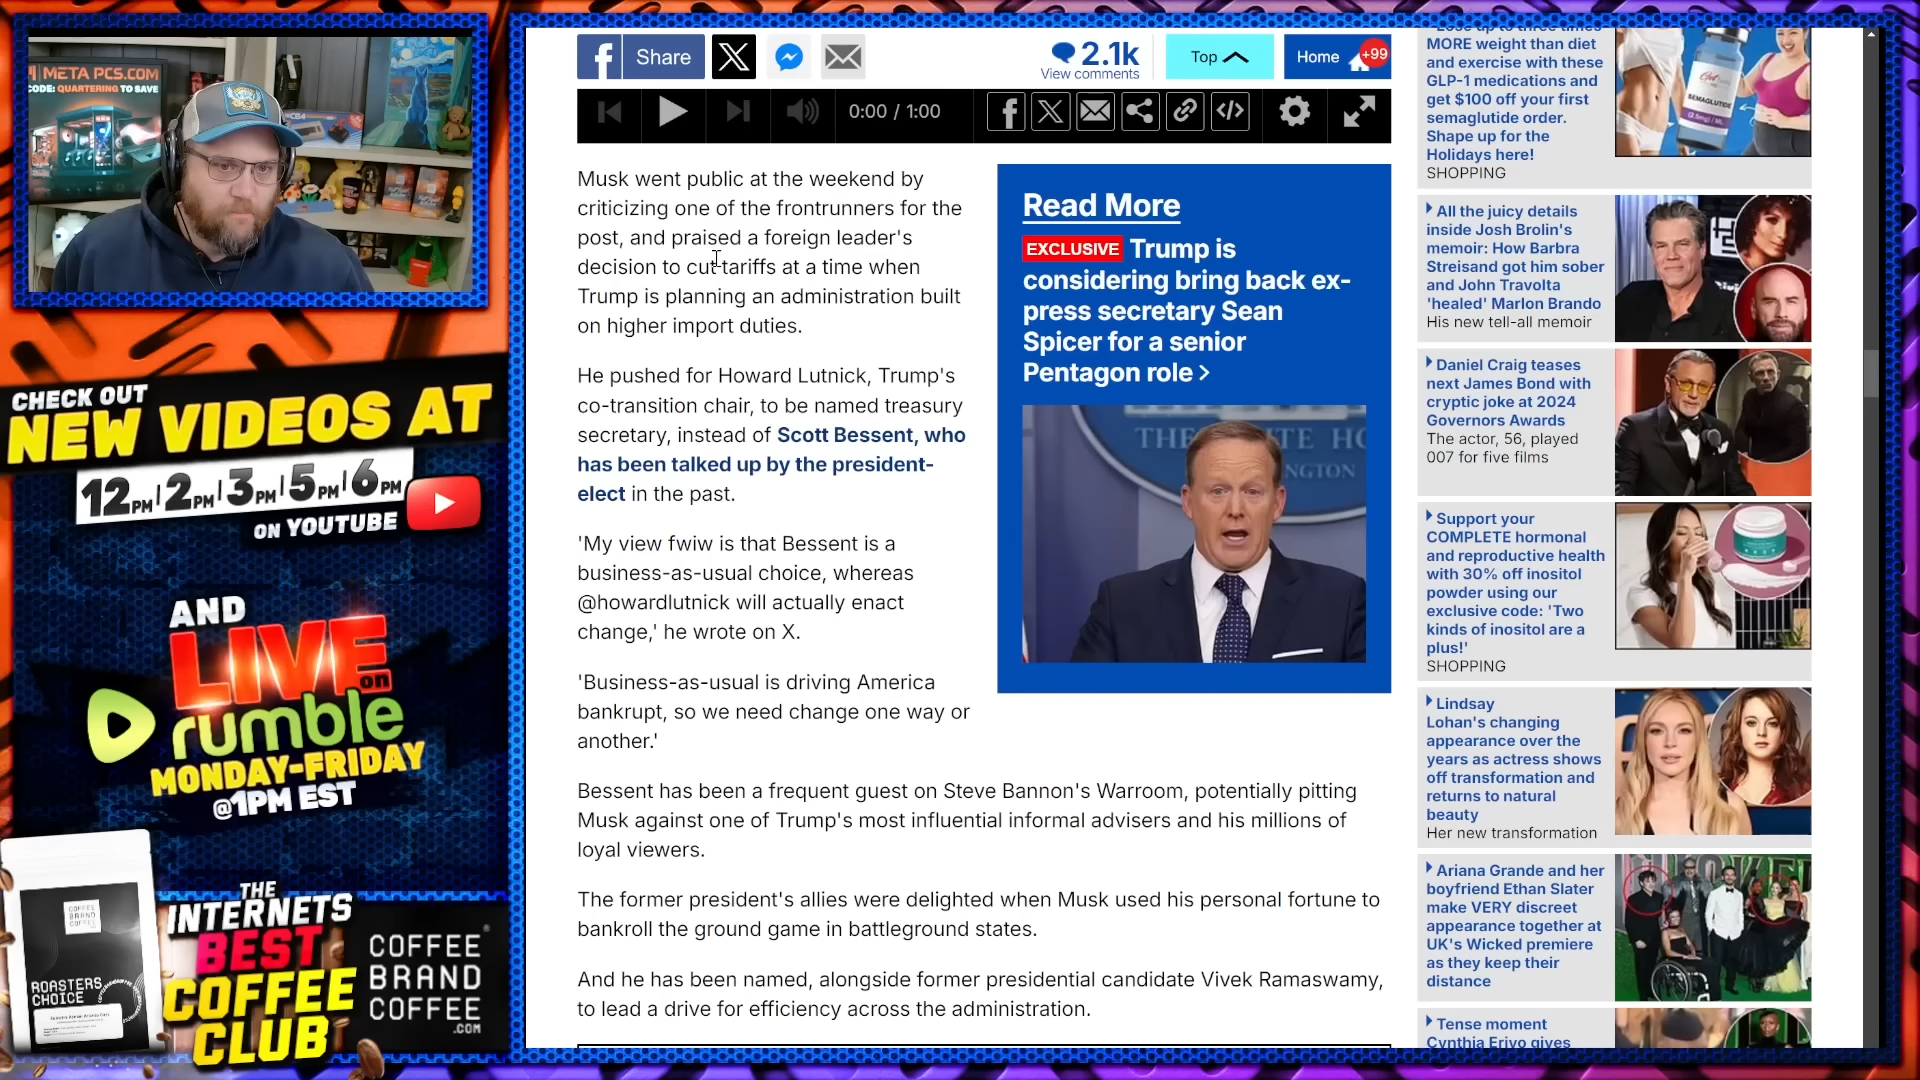 META PCS.COM
CODE: QUARTERING TO SAVE
CHECK OUT
NEW VIDEOS AT
12PM|2PM|3PM|5PM|6PM
ON YOUTUBE
AND
LIVE
on
rumble
MONDAY-FRIDAY
@1PM EST
COFFEE
BRAND
COFFEE
ROASTERS
CHOICE
THE
INTERNETS
BEST
COFFEE
CLUB
COFFEE
BRAND
COFFEE
.COM
Share
2.1k
View comments
Top
Home
+99
0:00 / 1:00
Musk went public at the weekend by
criticizing one of the frontrunners for the
post, and praised a foreign leader's
decision to cut tariffs at a time when
Trump is planning an administration built
on higher import duties.
He pushed for Howard Lutnick, Trump's
co-transition chair, to be named treasury
secretary, instead of Scott Bessent, who
has been talked up by the president-
elect in the past.
'My view fwiw is that Bessent is a
business-as-usual choice, whereas
@howardlutnick will actually enact
change,' he wrote on X.
'Business-as-usual is driving America
bankrupt, so we need change one way or
another.'
Bessent has been a frequent guest on Steve Bannon's Warroom, potentially pitting
Musk against one of Trump's most influential informal advisers and his millions of
loyal viewers.
The former president's allies were delighted when Musk used his personal fortune to
bankroll the ground game in battleground states.
And he has been named, alongside former presidential candidate Vivek Ramaswamy,
to lead a drive for efficiency across the administration.
Read More
EXCLUSIVE Trump is
considering bring back ex-
press secretary Sean
Spicer for a senior
Pentagon role >
Lose up to three times
MORE weight than diet
and exercise with these
GLP-1 medications and
get $100 off your first
semaglutide order.
Shape up for the
Holidays here!
SHOPPING
SEMAGLUTIDE
All the juicy details
inside Josh Brolin's
memoir: How Barbra
Streisand got him sober
and John Travolta
'healed' Marlon Brando
His new tell-all memoir
Daniel Craig teases
next James Bond with
cryptic joke at 2024
Governors Awards
The actor, 56, played
007 for five films
Support your
COMPLETE hormonal
and reproductive health
with 30% off inositol
powder using our
exclusive code: 'Two
kinds of inositol are a
plus!'
SHOPPING
Lindsay
Lohan's changing
appearance over the
years as actress shows
off transformation and
returns to natural
beauty
Her new transformation
Ariana Grande and her
boyfriend Ethan Slater
make VERY discreet
appearance together at
UK's Wicked premiere
as they keep their
distance
Tense moment
Cynthia Erivo gives